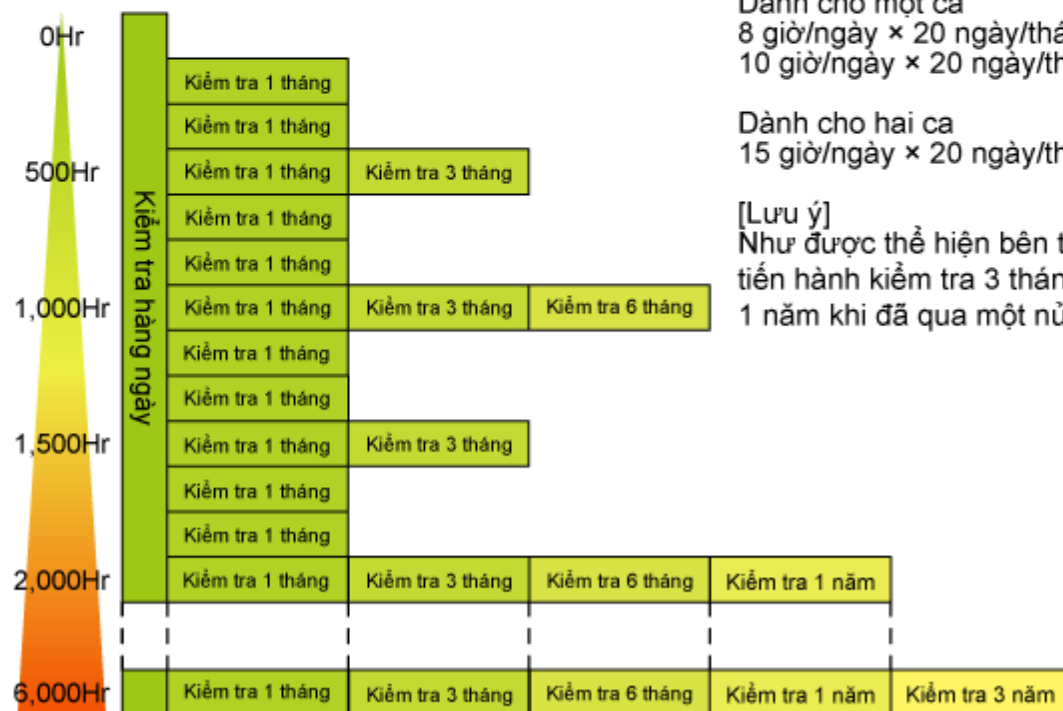 Dành cho một ca
8 giờ/ngày × 20 ngày/
10 giờ/ngày × 20 ngày/
Dành cho hai ca
15 giờ/ngày × 20 ngày/
[Lưu ý]
Như được thể hiện bên
tiến hành kiểm tra 3
1 năm khi đã qua một
Kiểm tra hàng ngày
0Hr
Kiểm tra 1 tháng
Kiểm tra 1 tháng
500Hr Kiểm tra 1 tháng Kiểm tra 3 tháng
Kiểm tra 1 tháng
Kiểm tra 1 tháng
1,000Hr Kiểm tra 1 tháng Kiểm tra 3 tháng Kiểm tra 6 tháng
Kiểm tra 1 tháng
Kiểm tra 1 tháng
1,500Hr Kiểm tra 1 tháng Kiểm tra 3 tháng
Kiểm tra 1 tháng
Kiểm tra 1 tháng
2,000Hr Kiểm tra 1 tháng Kiểm tra 3 tháng Kiểm tra 6 tháng Kiểm tra 1 năm
6,000Hr Kiểm tra 1 tháng Kiểm tra 3 tháng Kiểm tra 6 tháng Kiểm tra 1 năm Kiểm tra 3 năm